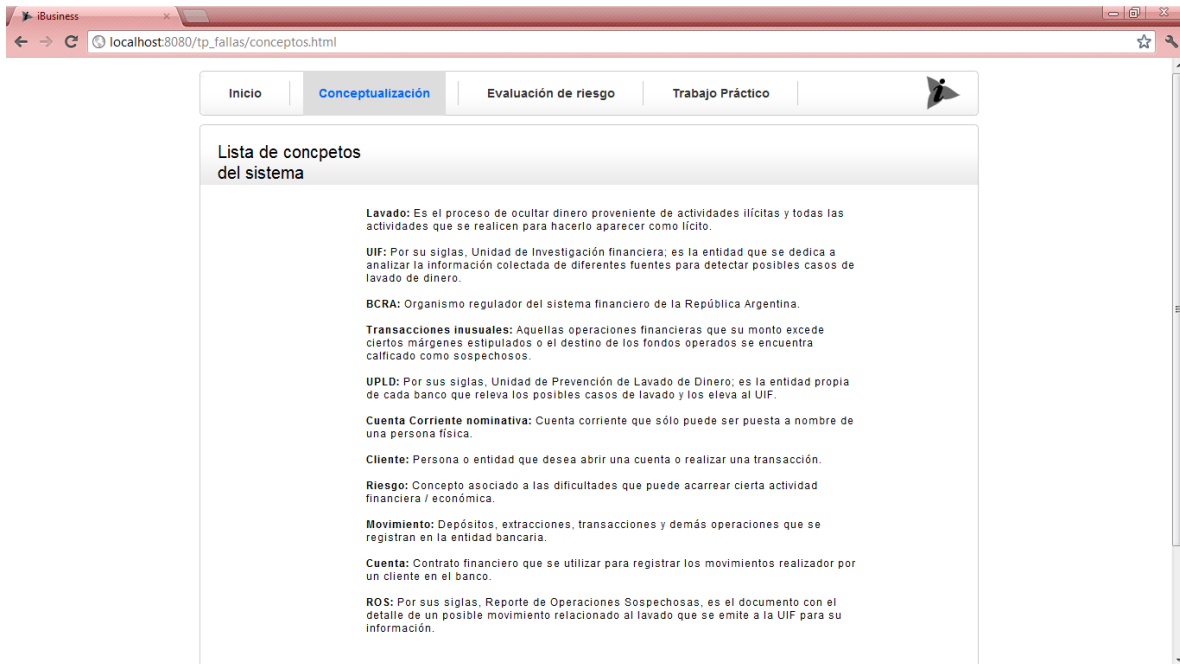 iBusiness
localhost:8080/tp_fallas/conceptos.html
Inicio
Conceptualización
Evaluación de riesgo
Trabajo Práctico
i
Lista de concpetos
del sistema
Lavado: Es el proceso de ocultar dinero proveniente de actividades ilícitas y todas las
actividades que se realicen para hacerlo aparecer como lícito.
UIF: Por su siglas, Unidad de Investigación financiera; es la entidad que se dedica a
analizar la información colectada de diferentes fuentes para detectar posibles casos de
lavado de dinero.
BCRA: Organismo regulador del sistema financiero de la República Argentina.
Transacciones inusuales: Aquellas operaciones financieras que su monto excede
ciertos márgenes estipulados o el destino de los fondos operados se encuentra
calficado como sospechosos.
UPLD: Por sus siglas, Unidad de Prevención de Lavado de Dinero; es la entidad propia
de cada banco que releva los posibles casos de lavado y los eleva al UIF.
Cuenta Corriente nominativa: Cuenta corriente que sólo puede ser puesta a nombre de
una persona física.
Cliente: Persona o entidad que desea abrir una cuenta o realizar una transacción.
Riesgo: Concepto asociado a las dificultades que puede acarrear cierta actividad
financiera / económica.
Movimiento: Depósitos, extracciones, transacciones y demás operaciones que se
registran en la entidad bancaria.
Cuenta: Contrato financiero que se utilizar para registrar los movimientos realizador por
un cliente en el banco.
ROS: Por sus siglas, Reporte de Operaciones Sospechosas, es el documento con el
detalle de un posible movimiento relacionado al lavado que se emite a la UIF para su
información.